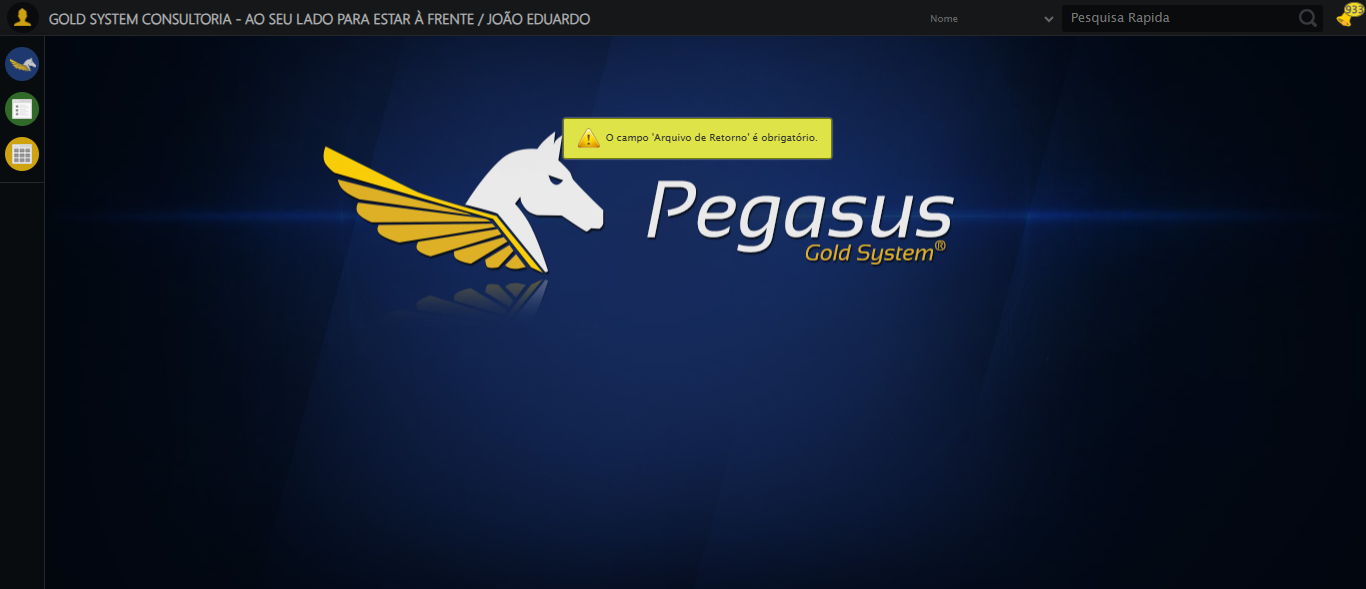 GOLD SYSTEM CONSULTORIA - AO SEU LADO PARA ESTAR À FRENTE / JOÃO EDUARDO
Nome
Pesquisa Rapida
933
O campo 'Arquivo de Retorno' é obrigatório.
Pegasus
Gold System®